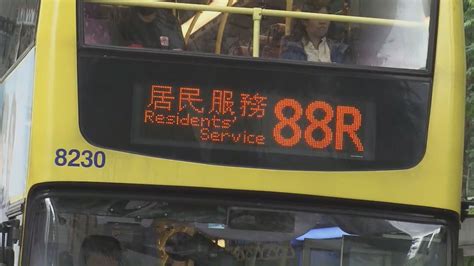 居民服務
Residents'
Service
88R
8230